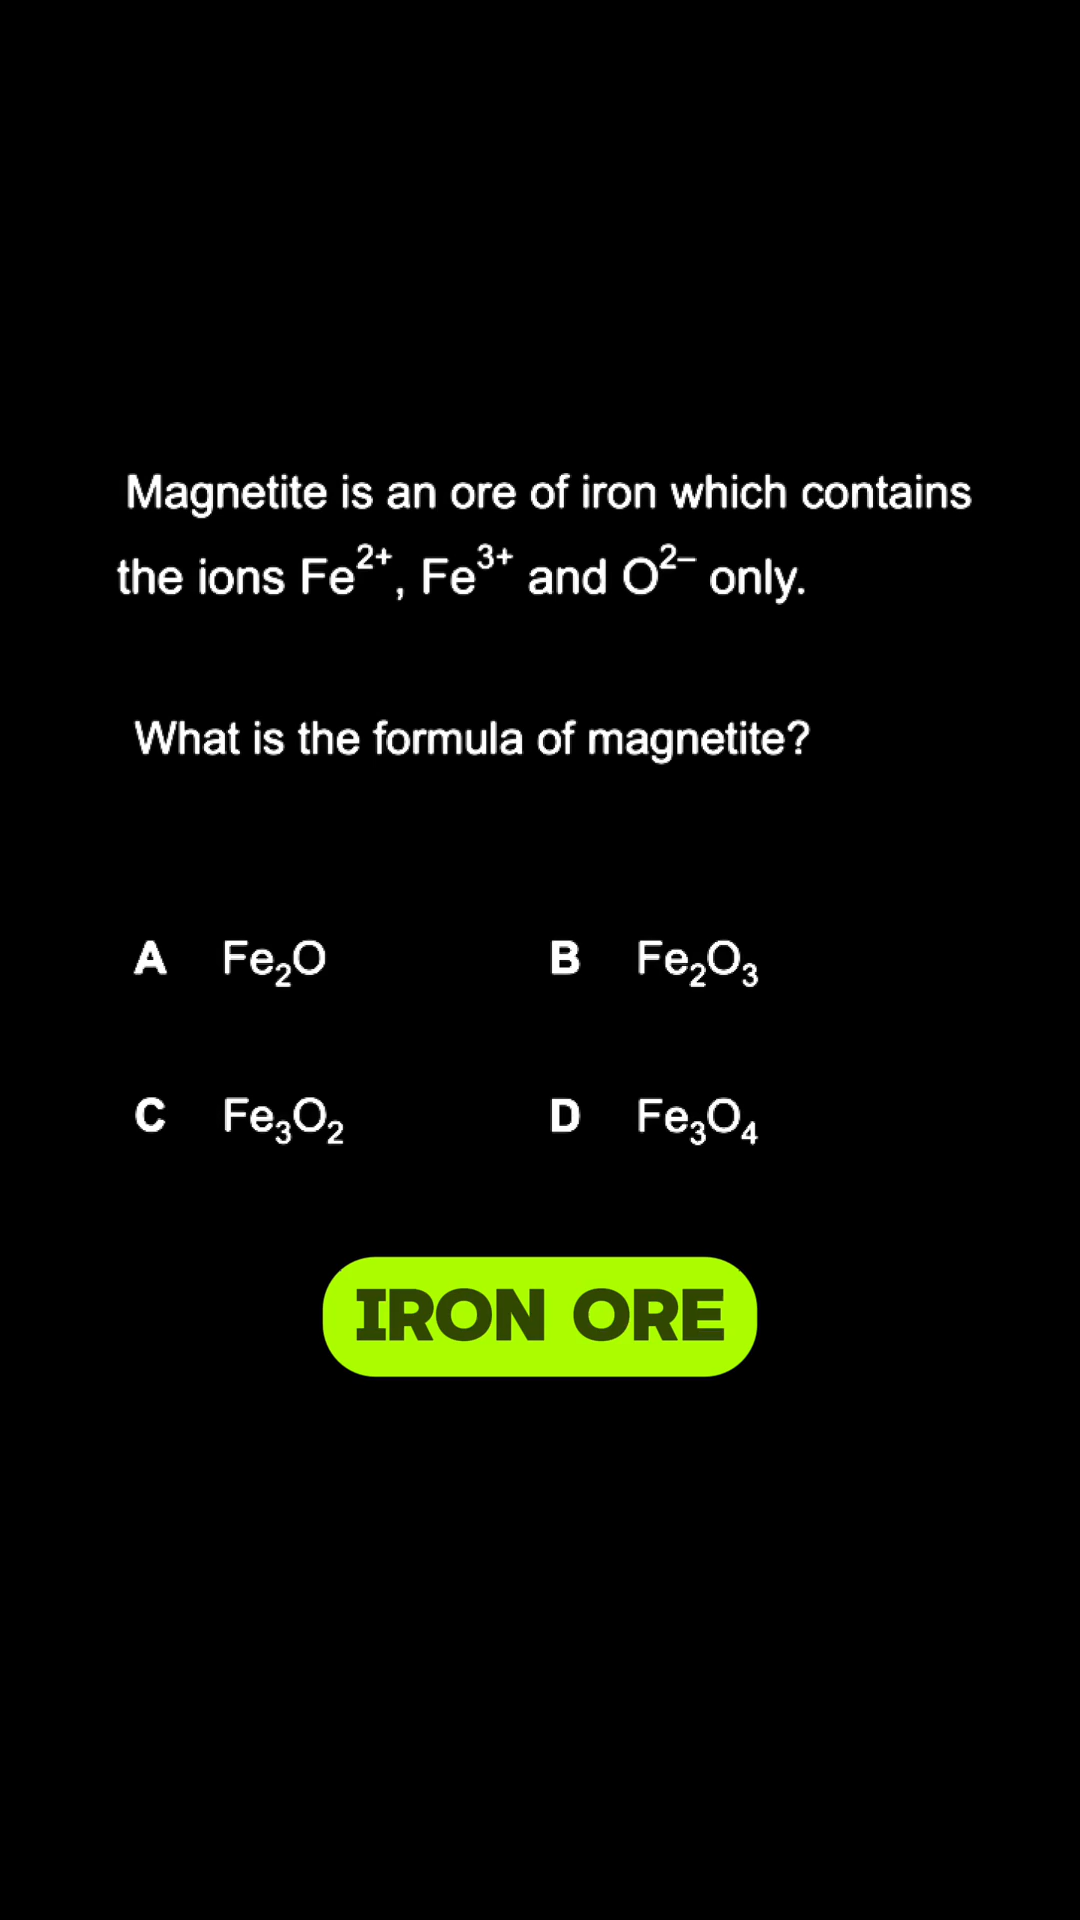 Magnetite is an ore of iron which contains
the ions Fe²⁺, Fe³⁺ and O²⁻ only.
What is the formula of magnetite?
A Fe₂O B Fe₂O₃
C Fe₃O₂ D Fe₃O₄
IRON ORE